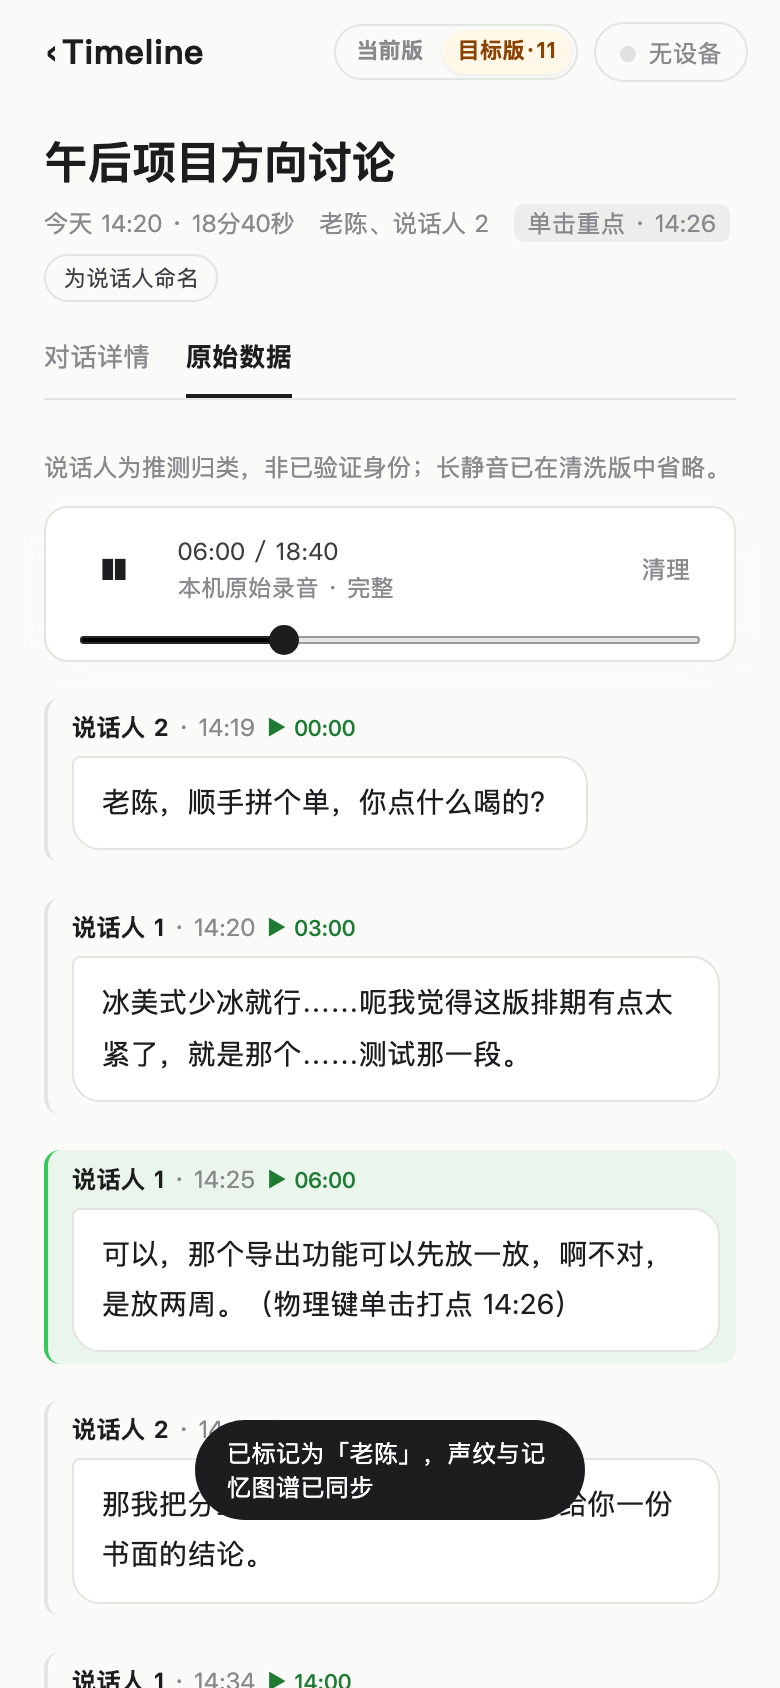 ‹ Timeline
当前版 目标版·11 无设备
午后项目方向讨论
今天 14:20 · 18分40秒 老陈、说话人 2 单击重点 · 14:26
为说话人命名
对话详情 原始数据
说话人为推测归类，非已验证身份；长静音已在清洗版中省略。
06:00 / 18:40
本机原始录音 · 完整
清理
说话人 2 · 14:19 ▶ 00:00
老陈，顺手拼个单，你点什么喝的?
说话人 1 · 14:20 ▶ 03:00
冰美式少冰就行……呃我觉得这版排期有点太
紧了，就是那个……测试那一段。
说话人 1 · 14:25 ▶ 06:00
可以，那个导出功能可以先放一放，啊不对，
是放两周。（物理键单击打点 14:26）
说话人 2 ·
已标记为「老陈」，声纹与记
忆图谱已同步
那我把分 给你一份
书面的结论。
说话人 1 · 14:34 ▶ 14:00